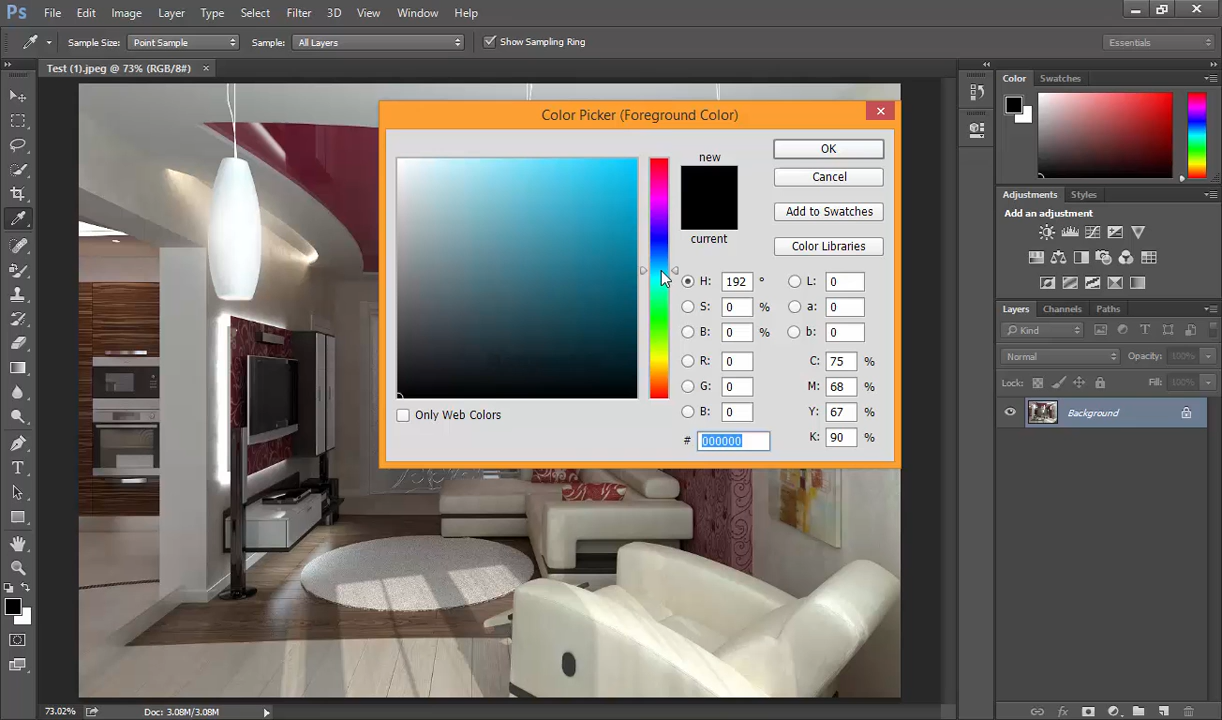 Ps File Edit Image Layer Type Select Filter 3D View Window Help
Sample Size: Point Sample Sample: All Layers Show Sampling Ring Essentials
Test (1).jpeg @ 73% (RGB/8#) ×
Color Swatches
Color Picker (Foreground Color)
new
OK
Cancel
Add to Swatches
current
Color Libraries
H: 192 ° L: 0
S: 0 % a: 0
B: 0 % b: 0
R: 0 C: 75 %
G: 0 M: 68 %
B: 0 Y: 67 %
K: 90 %
# 000000
Only Web Colors
Adjustments Styles
Add an adjustment
Layers Channels Paths
Kind
Normal Opacity: 100%
Lock: Fill: 100%
Background
73.02% Doc: 3.08M/3.08M